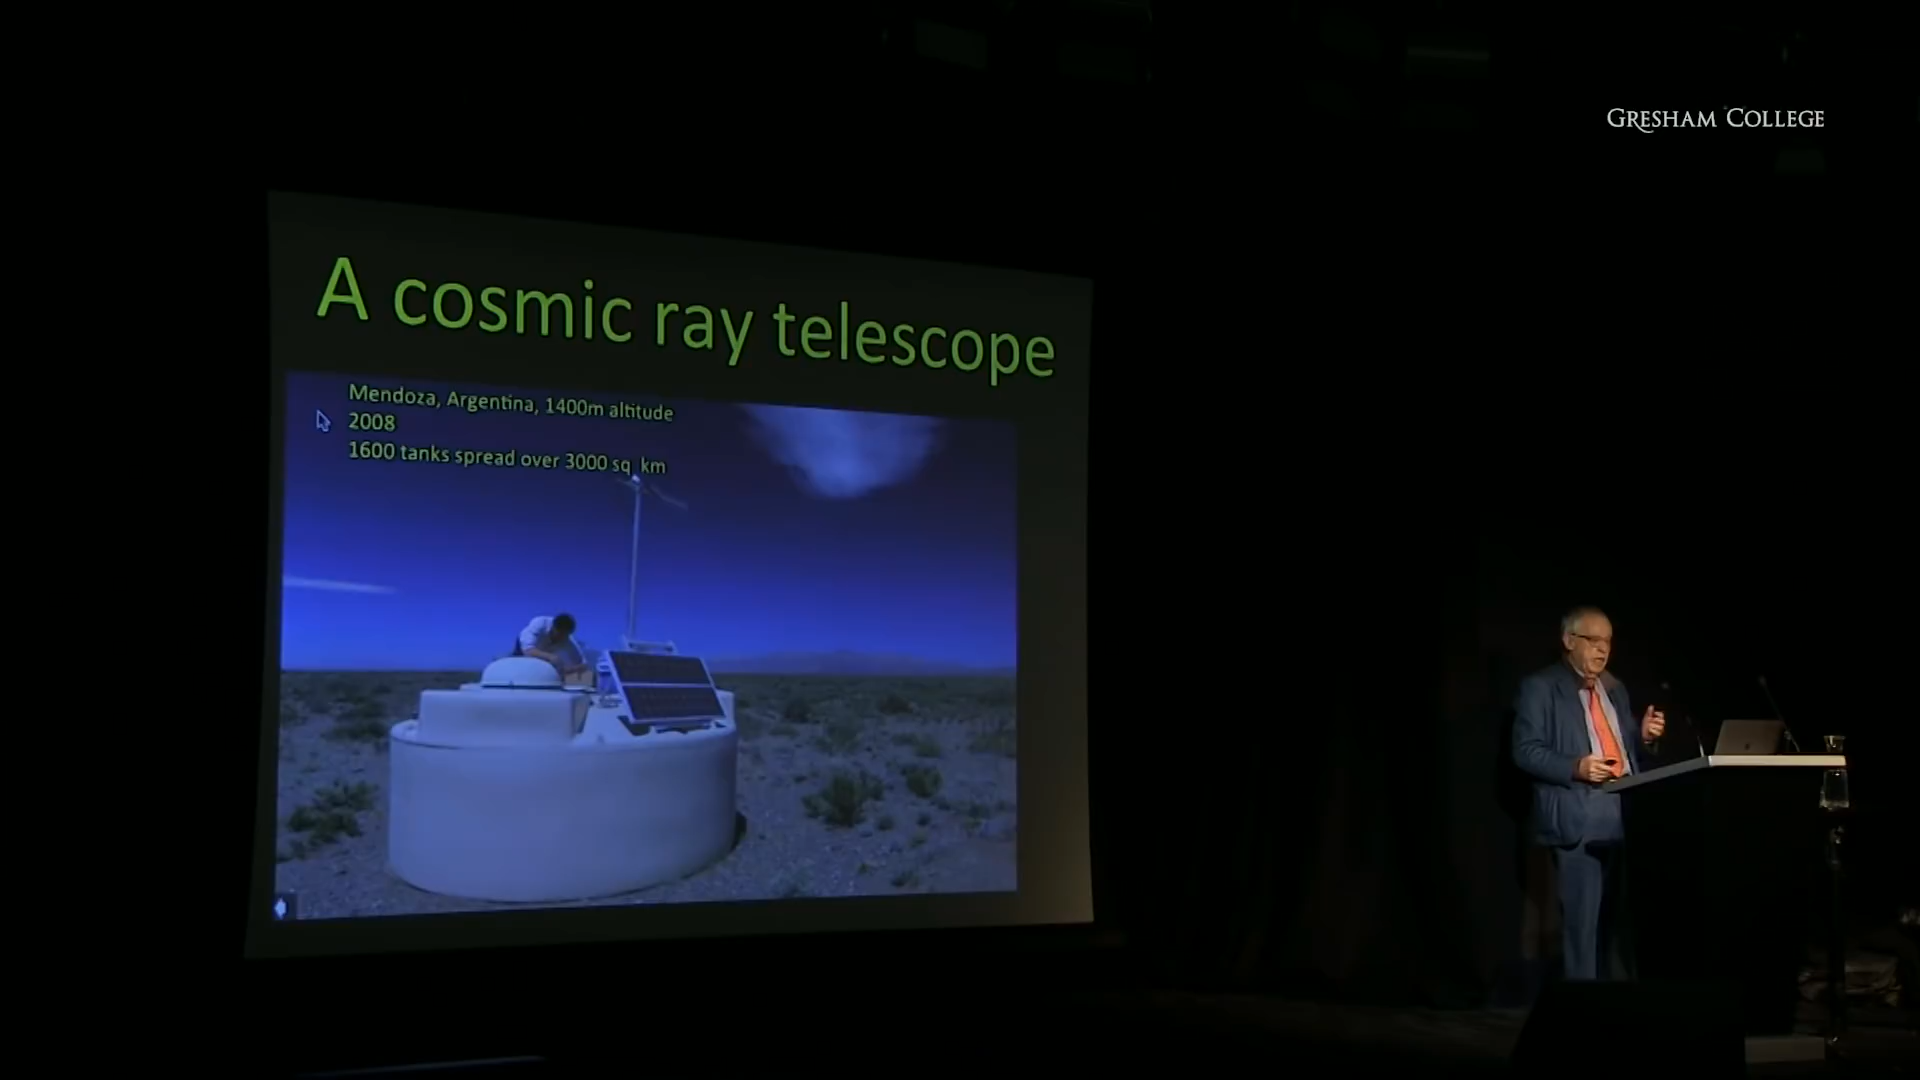 GRESHAM COLLEGE
A cosmic ray telescope
Mendoza, Argentina, 1400m altitude
2008
1600 tanks spread over 3000 sq km